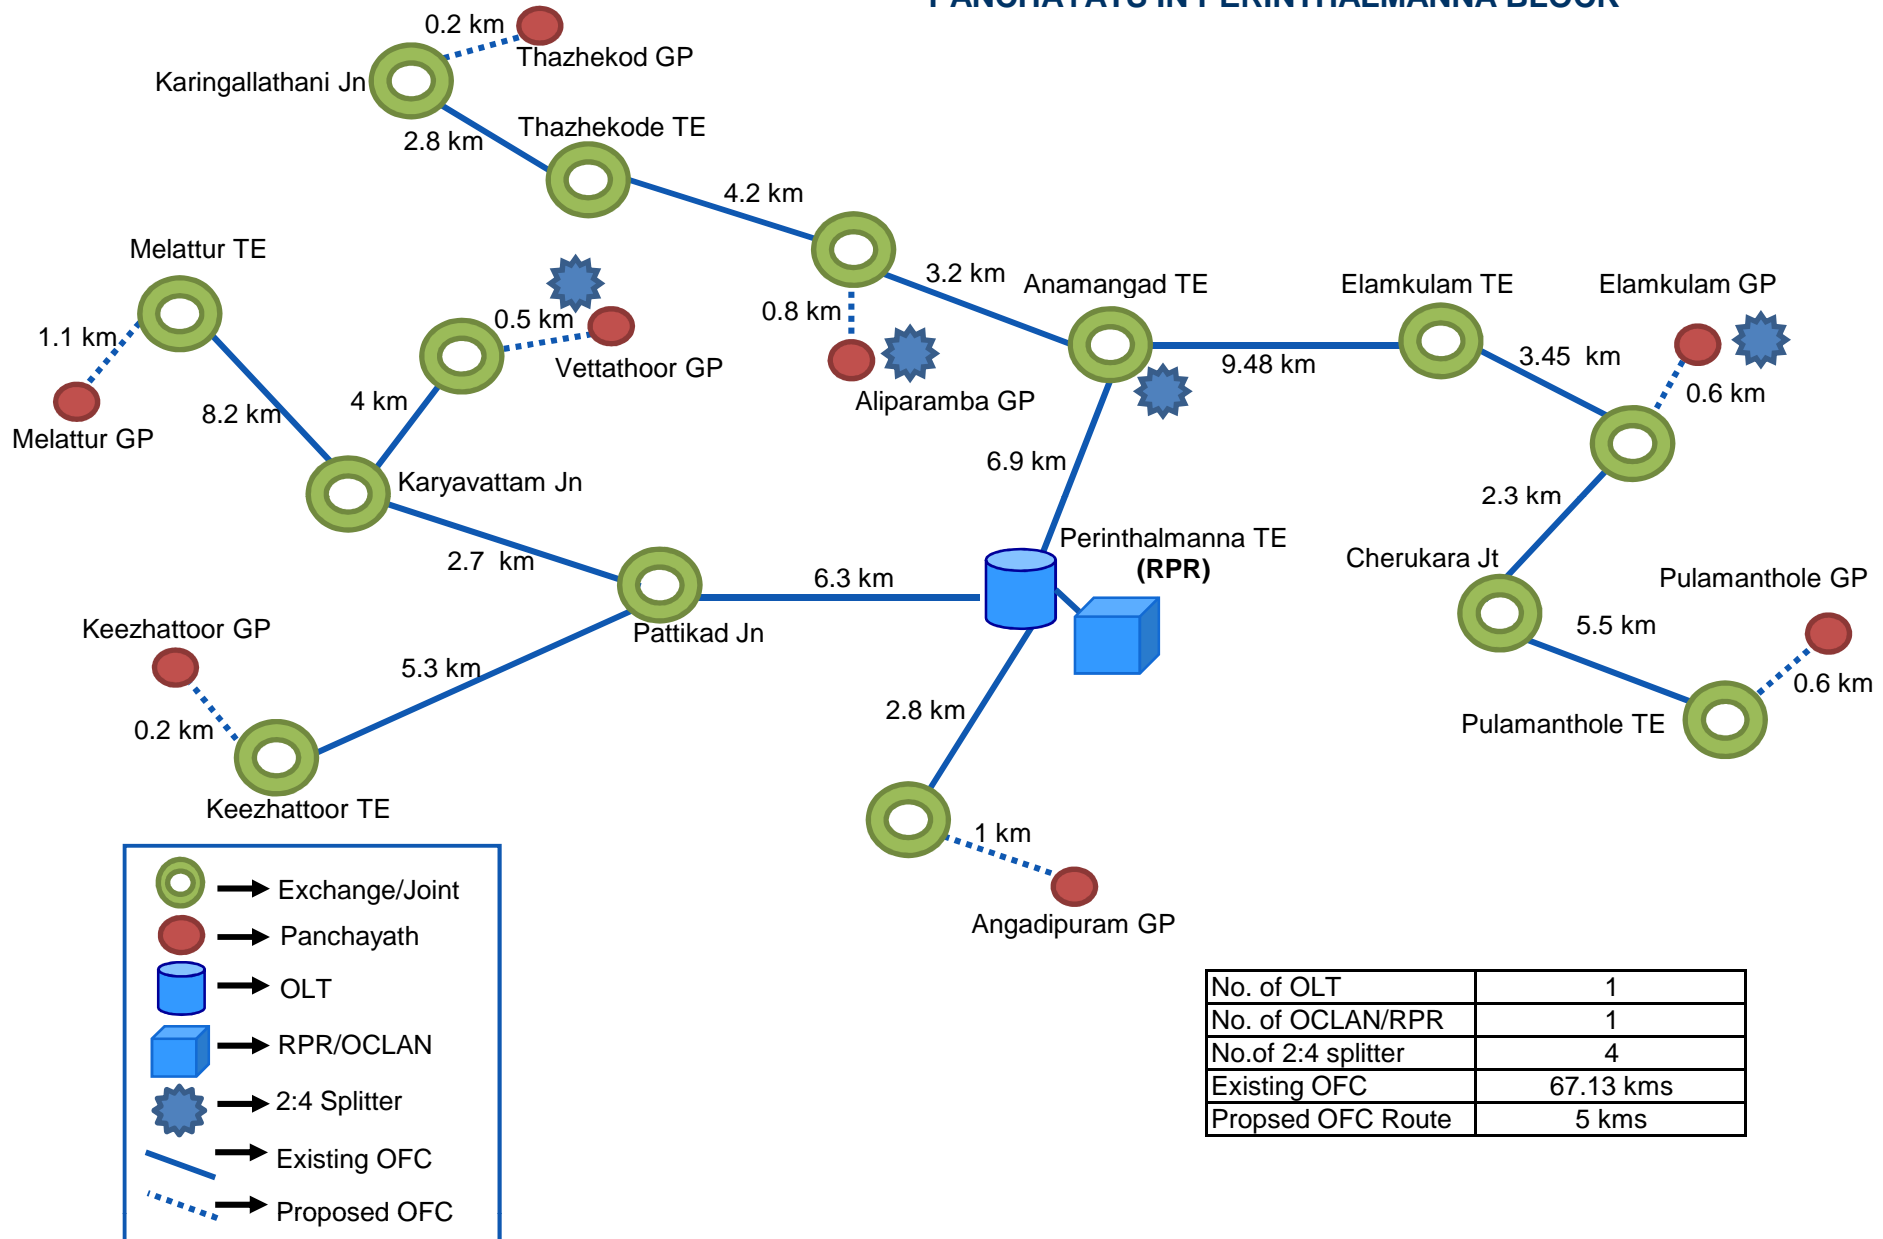 PANCHAYATS IN PERINTHALMANNA BLOCK
0.2 km
Thazhekod GP
Karingallathani Jn
2.8 km
Thazhekode TE
4.2 km
Melattur TE
3.2 km
Anamangad TE
Elamkulam TE
Elamkulam GP
1.1 km
0.5 km
0.8 km
Vettathoor GP
9.48 km
3.45 km
0.6 km
4 km
8.2 km
Aliparamba GP
Melattur GP
6.9 km
Karyavattam Jn
2.3 km
Perinthalmanna TE
(RPR)
2.7 km
6.3 km
Cherukara Jt
Pulamanthole GP
Keezhattoor GP
Pattikad Jn
5.5 km
5.3 km
0.6 km
0.2 km
2.8 km
Pulamanthole TE
Keezhattoor TE
1 km
Angadipuram GP
Exchange/Joint
Panchayath
OLT
RPR/OCLAN
2:4 Splitter
Existing OFC
Proposed OFC
No. of OLT 1
No. of OCLAN/RPR 1
No.of 2:4 splitter 4
Existing OFC 67.13 kms
Propsed OFC Route 5 kms